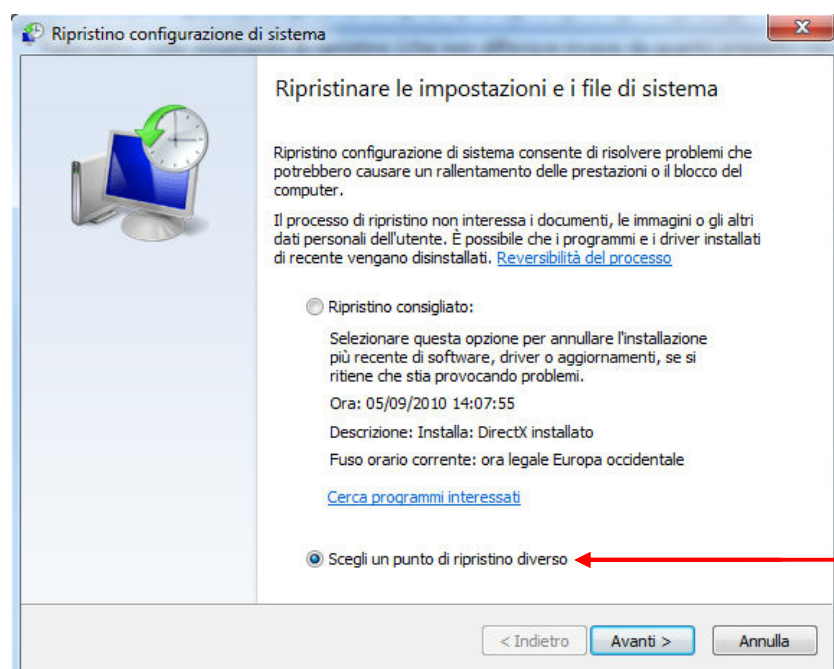 Ripristino configurazione di sistema
Ripristinare le impostazioni e i file di sistema
Ripristino configurazione di sistema consente di risolvere problemi che
potrebbero causare un rallentamento delle prestazioni o il blocco del
computer.
Il processo di ripristino non interessa i documenti, le immagini o gli altri
dati personali dell'utente. È possibile che i programmi e i driver installati
di recente vengano disinstallati. Reversibilità del processo
Ripristino consigliato:
Selezionare questa opzione per annullare l'installazione
più recente di software, driver o aggiornamenti, se si
ritiene che stia provocando problemi.
Ora: 05/09/2010 14:07:55
Descrizione: Installa: DirectX installato
Fuso orario corrente: ora legale Europa occidentale
Cerca programmi interessati
Scegli un punto di ripristino diverso
< Indietro Avanti > Annulla